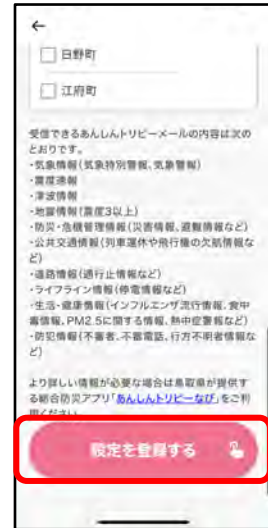 ←
日野町
江府町
受信できるあんしんトリピーメールの内容は次の
とおりです。
・気象情報(気象特別警報、気象警報)
・震度速報
・津波情報
・地震情報(震度3以上)
・防災・危機管理情報(災害情報、避難情報など)
・公共交通情報(列車運休や飛行機の欠航情報な
ど)
・道路情報(通行止情報など)
・ライフライン情報(停電情報など)
・生活・健康情報(インフルエンザ流行情報、食中
毒情報、PM2.5に関する情報、熱中症警報など)
・防犯情報(不審者、不審電話、行方不明者情報な
ど)
より詳しい情報が必要な場合は鳥取県が提供す
る総合防災アプリ「あんしんトリピーなび」をご利
用ください
設定を登録する